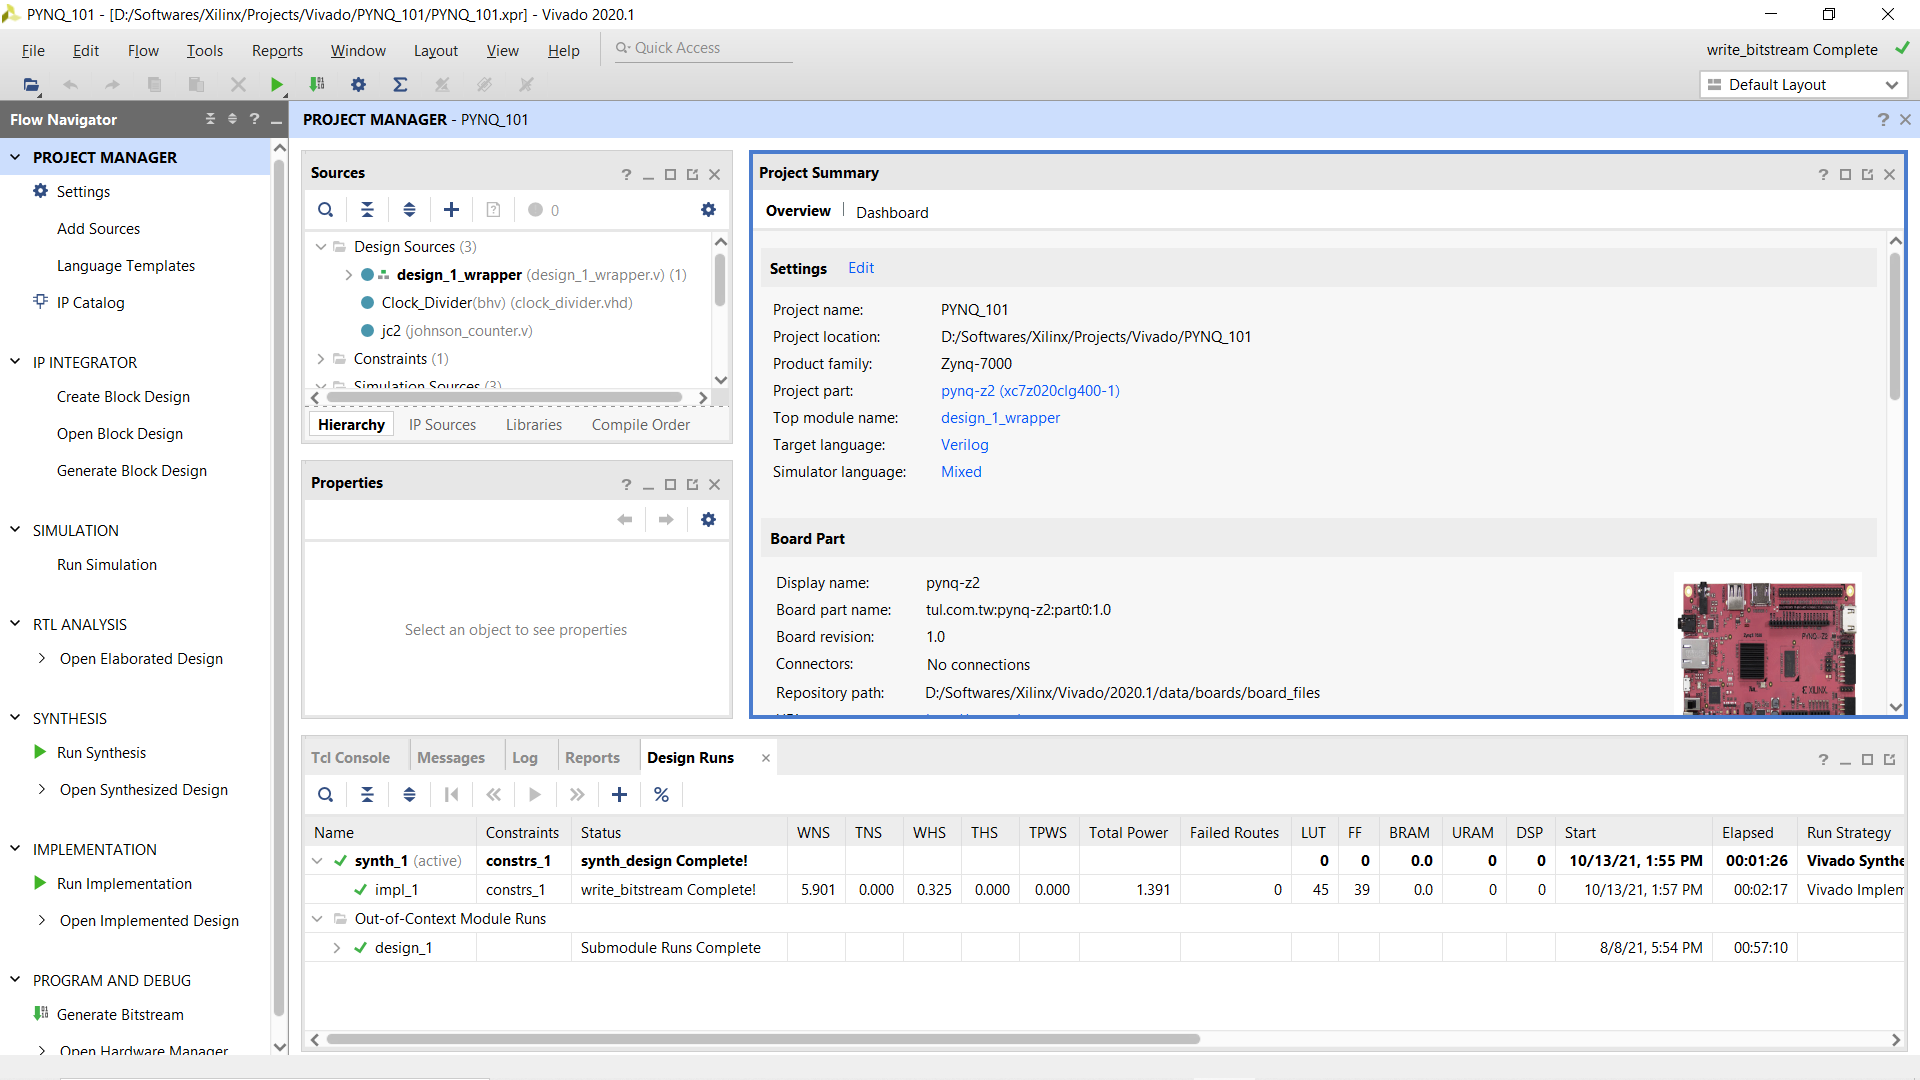 PYNQ_101 - [D:/Softwares/Xilinx/Projects/Vivado/PYNQ_101/PYNQ_101.xpr] - Vivado 2020.1
File Edit Flow Tools Reports Window Layout View Help Quick Access
write_bitstream Complete
Default Layout
Flow Navigator
PROJECT MANAGER - PYNQ_101
PROJECT MANAGER
Settings
Add Sources
Language Templates
IP Catalog
IP INTEGRATOR
Create Block Design
Open Block Design
Generate Block Design
SIMULATION
Run Simulation
RTL ANALYSIS
Open Elaborated Design
SYNTHESIS
Run Synthesis
Open Synthesized Design
IMPLEMENTATION
Run Implementation
Open Implemented Design
PROGRAM AND DEBUG
Generate Bitstream
Open Hardware Manager
Sources
0
Design Sources (3)
design_1_wrapper (design_1_wrapper.v) (1)
Clock_Divider(bhv) (clock_divider.vhd)
jc2 (johnson_counter.v)
Constraints (1)
Simulation Sources (3)
Hierarchy IP Sources Libraries Compile Order
Properties
Select an object to see properties
Project Summary
Overview Dashboard
Settings Edit
Project name: PYNQ_101
Project location: D:/Softwares/Xilinx/Projects/Vivado/PYNQ_101
Product family: Zynq-7000
Project part: pynq-z2 (xc7z020clg400-1)
Top module name: design_1_wrapper
Target language: Verilog
Simulator language: Mixed
Board Part
Display name: pynq-z2
Board part name: tul.com.tw:pynq-z2:part0:1.0
Board revision: 1.0
Connectors: No connections
Repository path: D:/Softwares/Xilinx/Vivado/2020.1/data/boards/board_files
PYNQ-Z2
XILINX
Tcl Console Messages Log Reports Design Runs
Name Constraints Status WNS TNS WHS THS TPWS Total Power Failed Routes LUT FF BRAM URAM DSP Start Elapsed Run Strategy
synth_1 (active) constrs_1 synth_design Complete! 0 0 0.0 0 0 10/13/21, 1:55 PM 00:01:26 Vivado Synthe
impl_1 constrs_1 write_bitstream Complete! 5.901 0.000 0.325 0.000 0.000 1.391 0 45 39 0.0 0 0 10/13/21, 1:57 PM 00:02:17 Vivado Implem
Out-of-Context Module Runs
design_1 Submodule Runs Complete 8/8/21, 5:54 PM 00:57:10